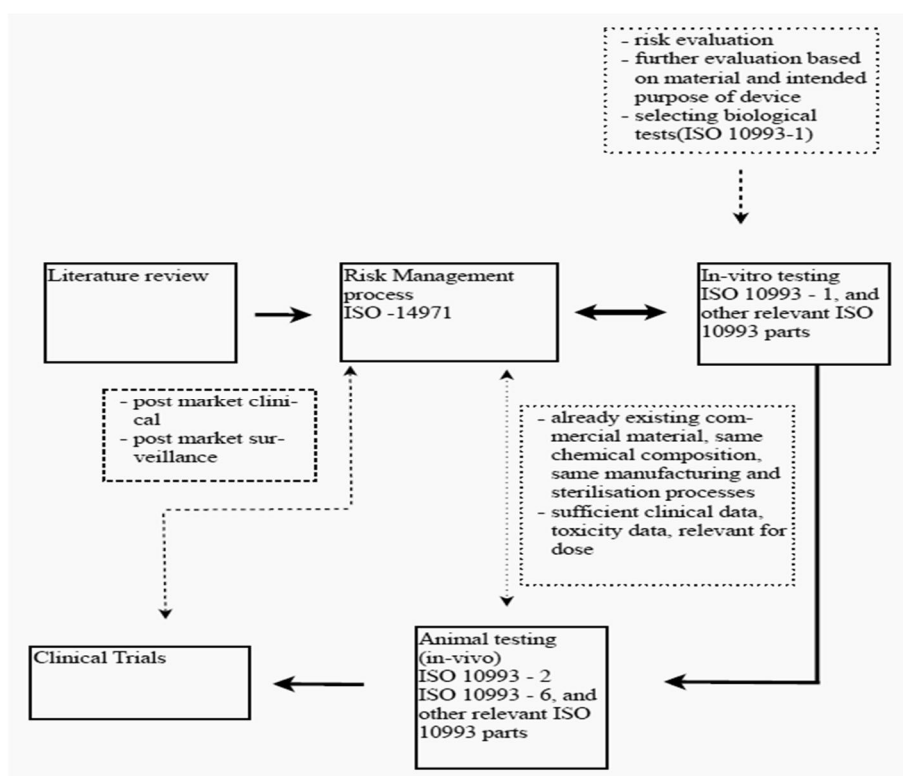 - risk evaluation
- further evaluation based
on material and intended
purpose of device
- selecting biological
tests(ISO 10993-1)
Literature review
Risk Management
process
ISO -14971
In-vitro testing
ISO 10993 - 1, and
other relevant ISO
10993 parts
- post market clini-
cal
- post market sur-
veillance
- already existing com-
mercial material, same
chemical composition,
same manufacturing and
sterilisation processes
- sufficient clinical data,
toxicity data, relevant for
dose
Clinical Trials
Animal testing
(in-vivo)
ISO 10993 - 2
ISO 10993 - 6, and
other relevant ISO
10993 parts